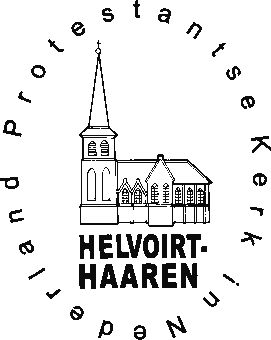 Protestantse Kerk in Nederland
HELVOIRT-
HAAREN